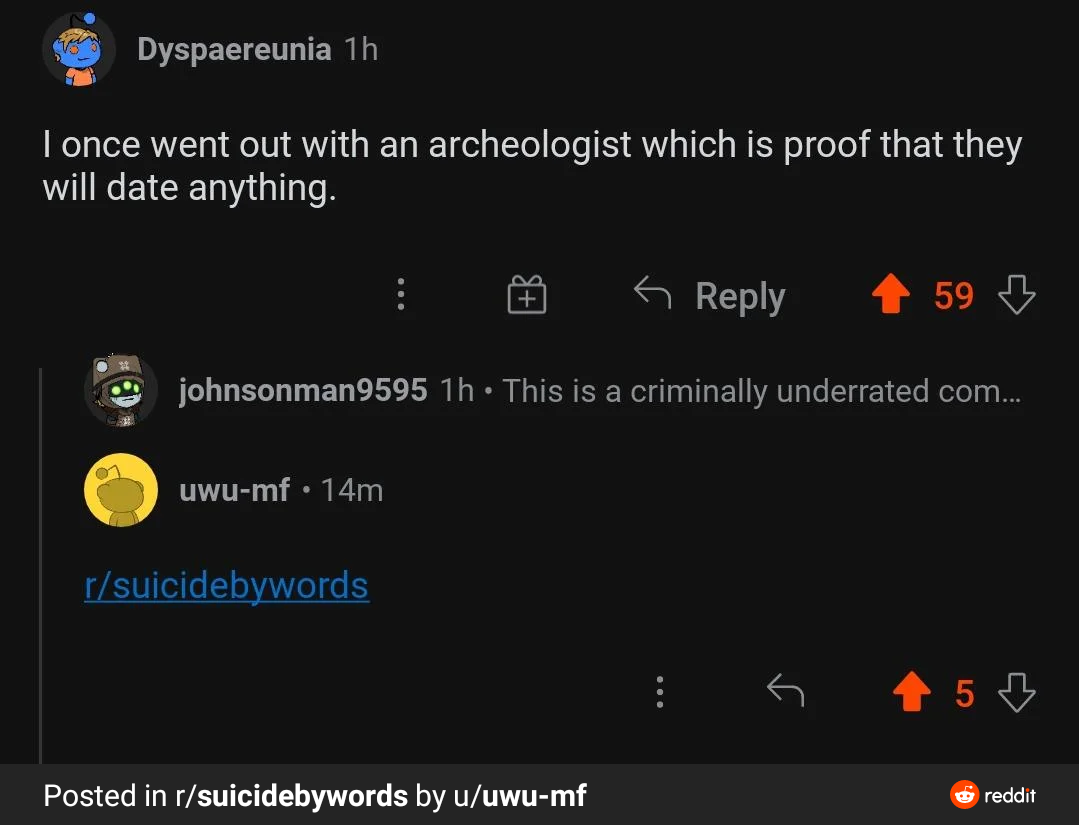 Dyspaereunia 1h
I once went out with an archeologist which is proof that they
will date anything.
Reply 59
johnsonman9595 1h • This is a criminally underrated com...
uwu-mf • 14m
r/suicidebywords
5
Posted in r/suicidebywords by u/uwu-mf reddit